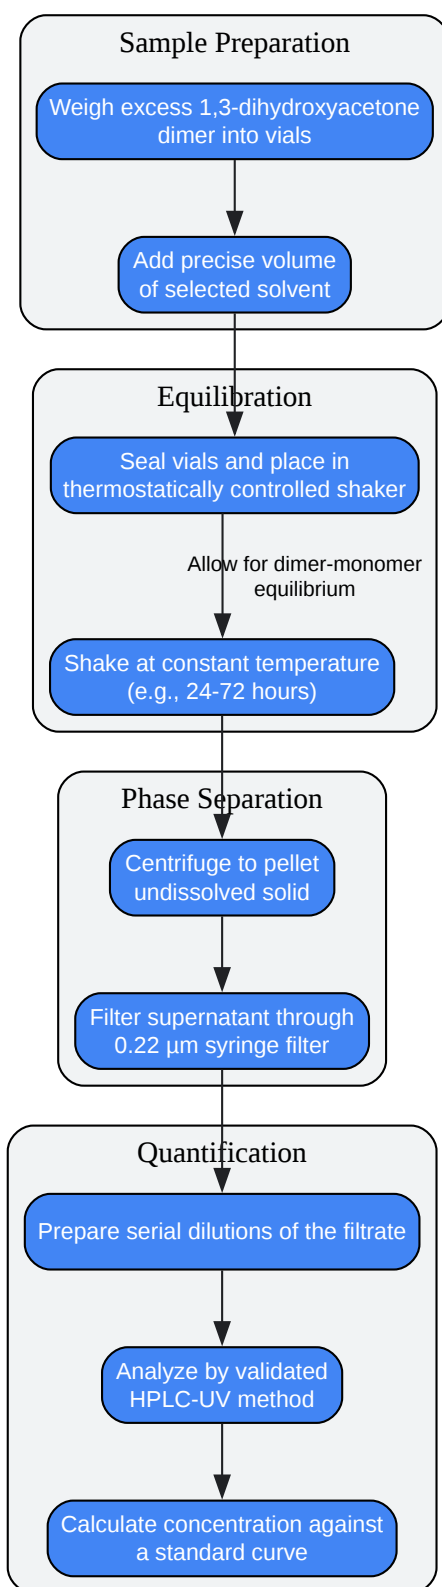 Sample Preparation
Weigh excess 1,3-dihydroxyacetone
dimer into vials
Add precise volume
of selected solvent
Equilibration
Seal vials and place in
thermostatically controlled shaker
Allow for dimer-monomer
equilibrium
Shake at constant temperature
(e.g., 24-72 hours)
Phase Separation
Centrifuge to pellet
undissolved solid
Filter supernatant through
0.22 µm syringe filter
Quantification
Prepare serial dilutions of the filtrate
Analyze by validated
HPLC-UV method
Calculate concentration against
a standard curve